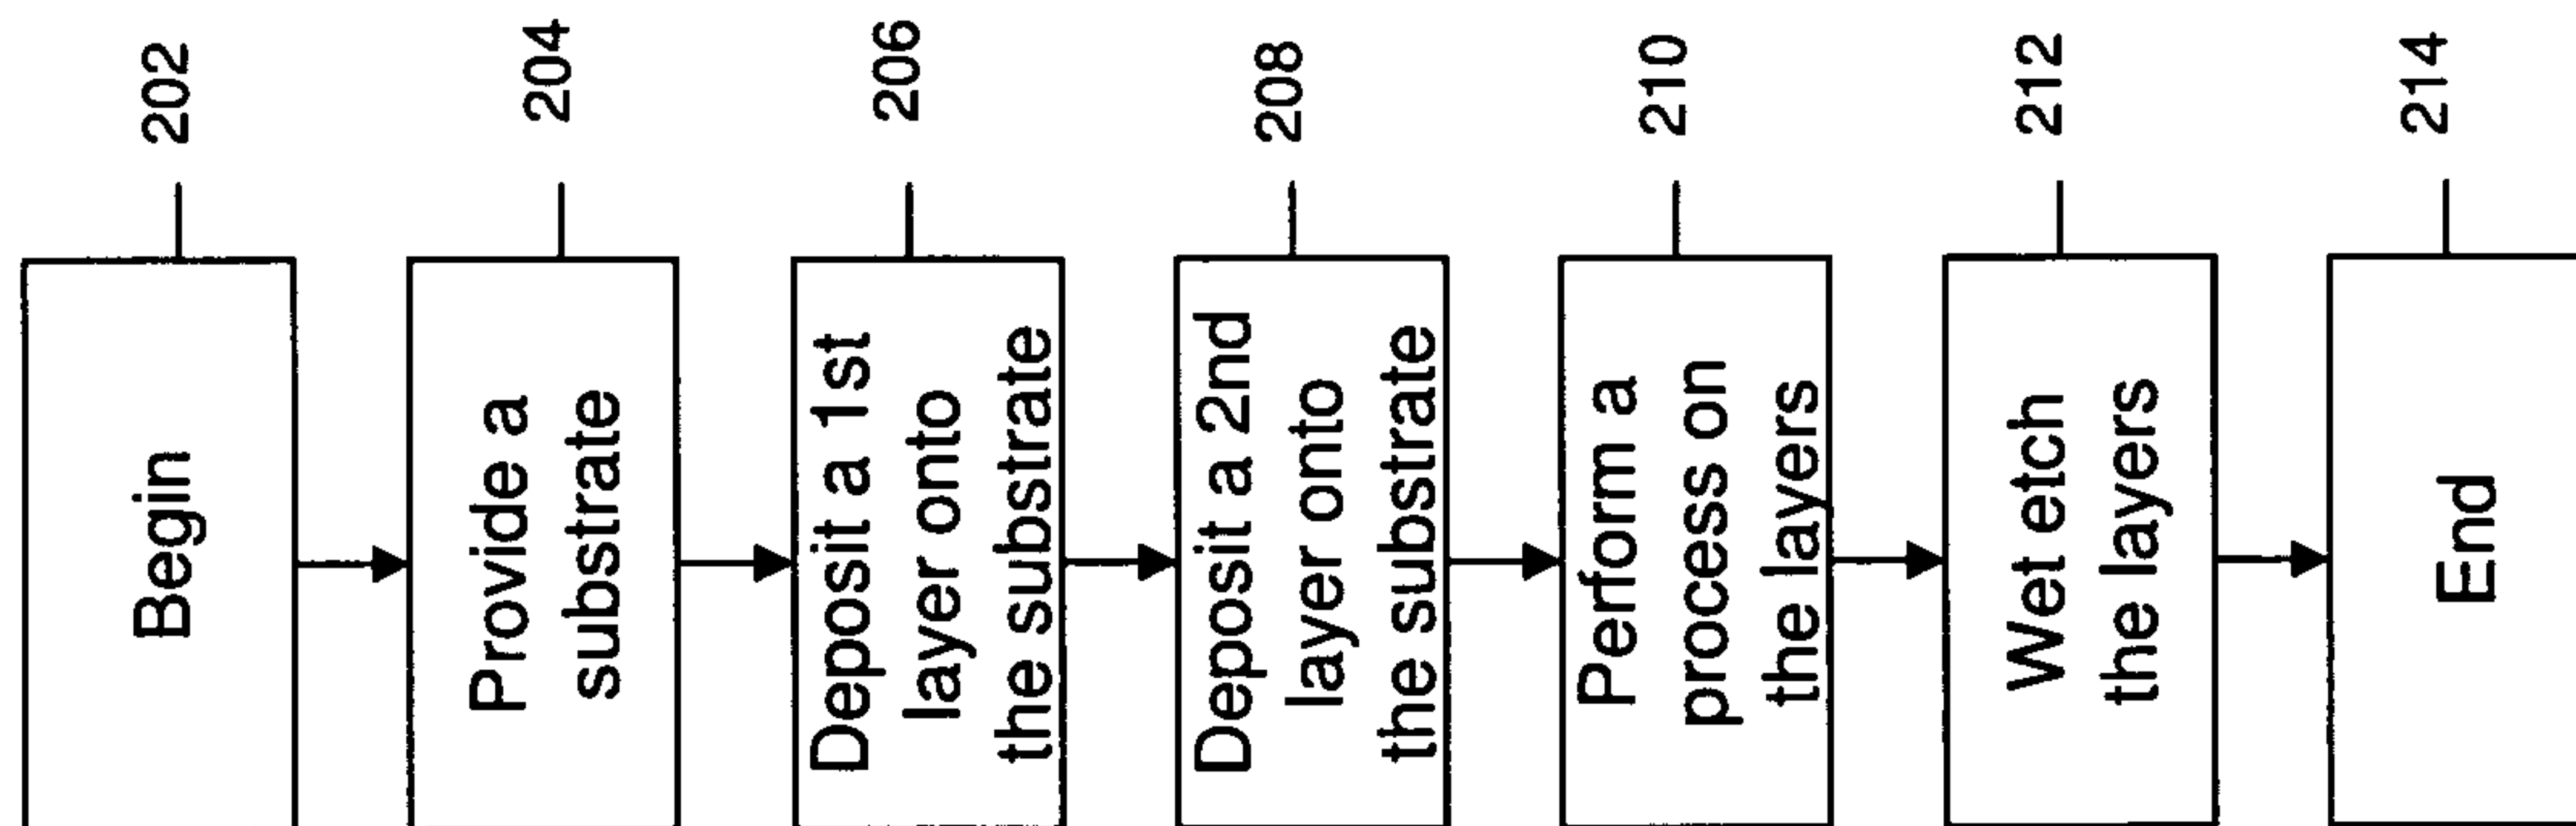 Begin
202
Provide a
substrate
204
Deposit a 1st
layer onto
the substrate
206
Deposit a 2nd
layer onto
the substrate
208
Perform a
process on
the layers
210
Wet etch
the layers
212
End
214